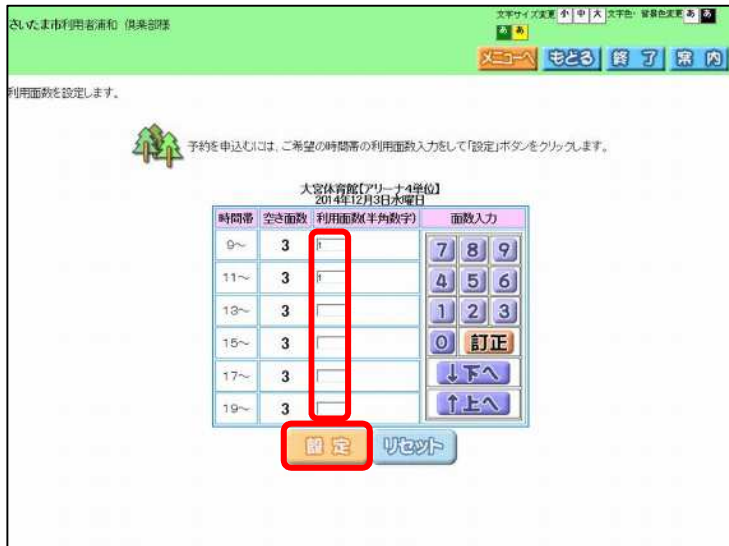 さいたま市利用者浦和 倶楽部様
文字サイズ変更 小 中 大 文字色・背景色変更 あ あ
あ あ
メニューへ もどる 終 了 案 内
利用面数を設定します。
予約を申込むには、ご希望の時間帯の利用面数入力をして「設定」ボタンをクリックします。
大宮体育館【アリーナ4単位】
2014年12月3日水曜日
時間帯 空き面数 利用面数(半角数字) 面数入力
9～ 3 1 7 8 9
11～ 3 1 4 5 6
13～ 3 1 2 3
15～ 3 0 訂正
17～ 3 ↓下へ
19～ 3 ↑上へ
設 定 リセット